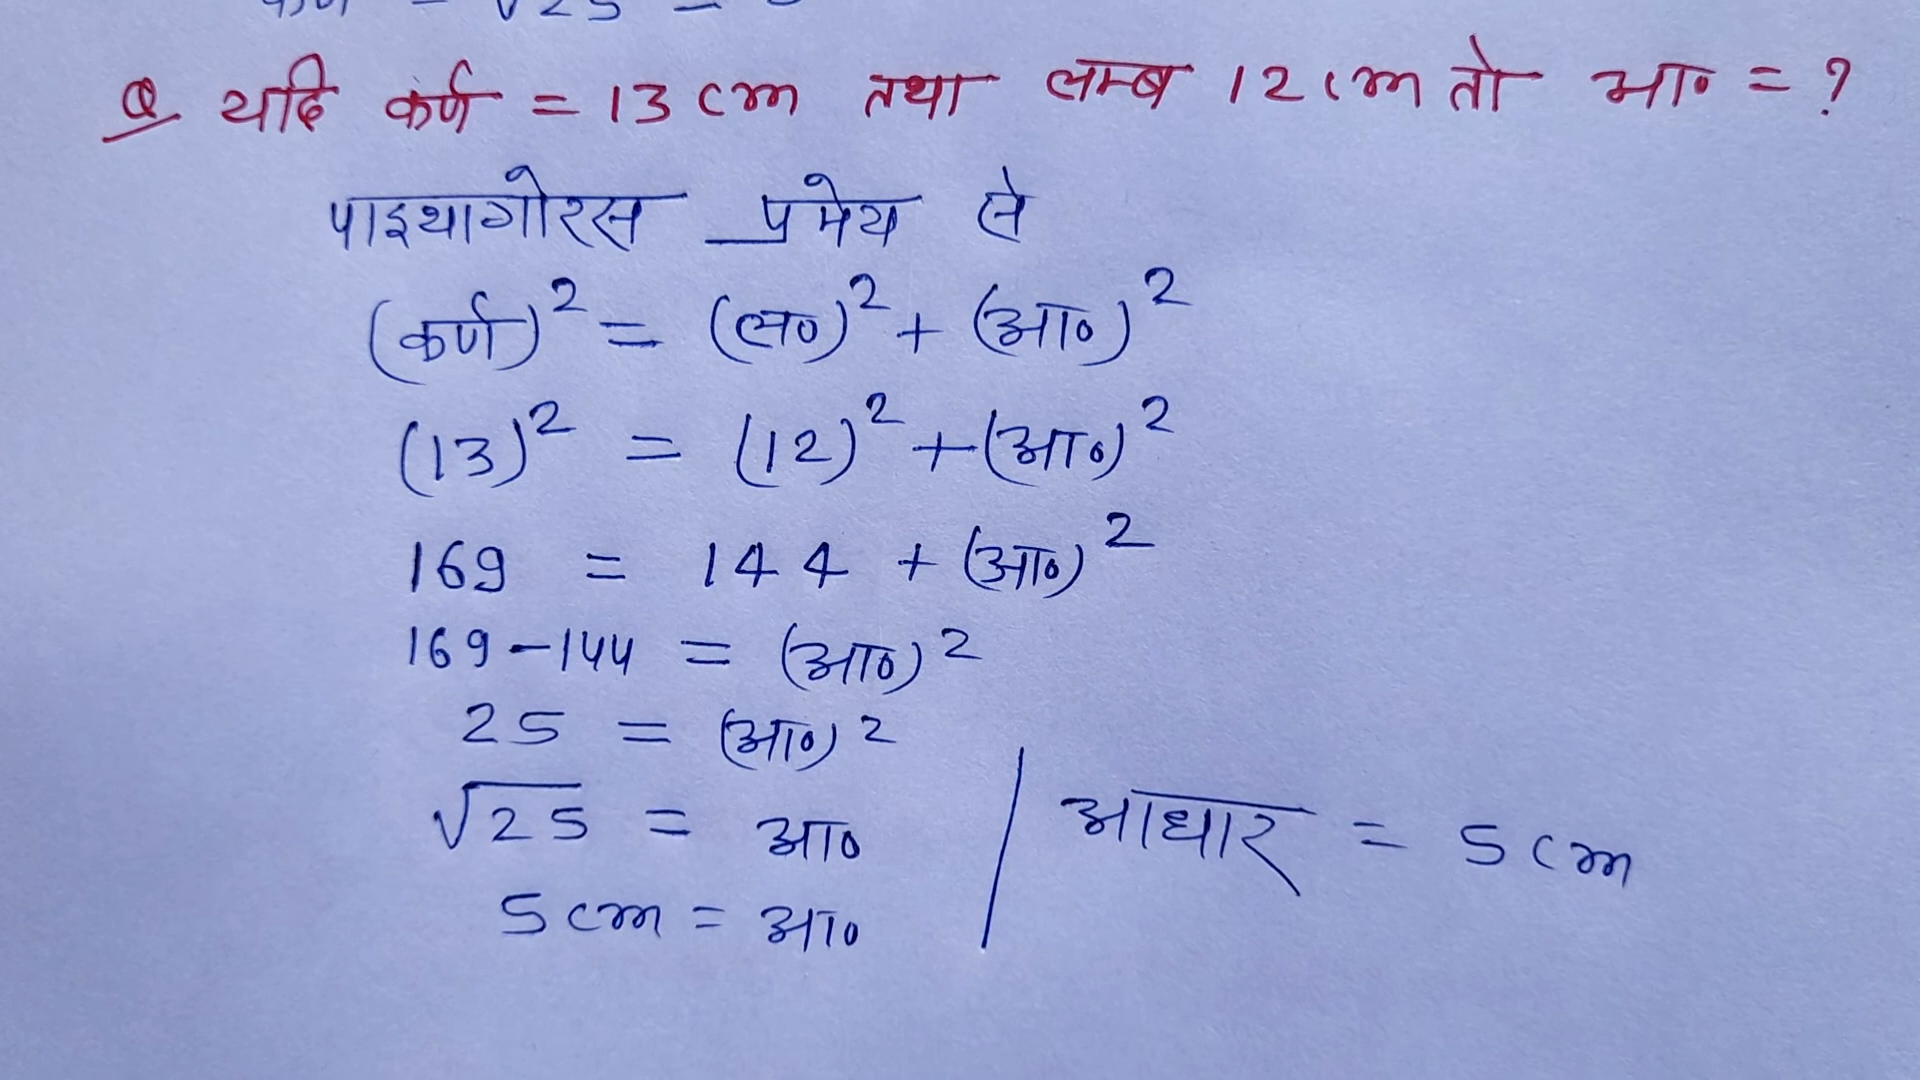 कर्ण = √25 =
Q यदि कर्ण = 13 cm तथा लम्ब 12 cm तो आ० = ?
पाइथागोरस प्रमेय से
(कर्ण)² = (ल०)² + (आ०)²
(13)² = (12)² + (आ०)²
169 = 144 + (आ०)²
169 - 144 = (आ०)²
25 = (आ०)²
√25 = आ०
5 cm = आ०
आधार = 5 cm